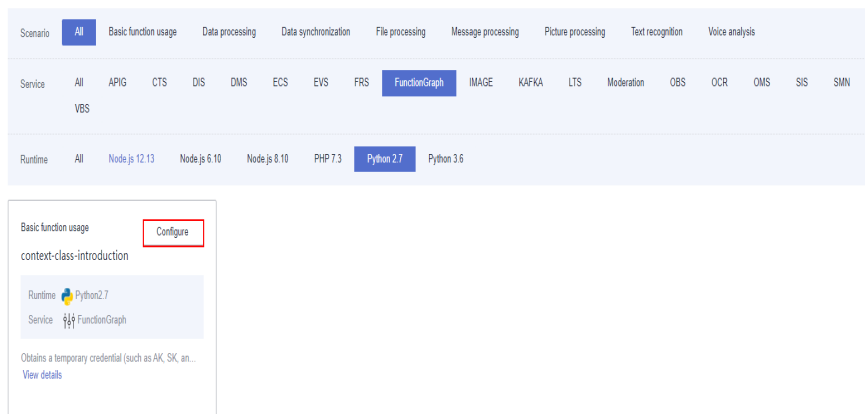 Scenario All Basic function usage Data processing Data synchronization File processing Message processing Picture processing Text recognition Voice analysis
Service All APIG CTS DIS DMS ECS EVS FRS FunctionGraph IMAGE KAFKA LTS Moderation OBS OCR OMS SIS SMN
VBS
Runtime All Node.js 12.13 Node.js 6.10 Node.js 8.10 PHP 7.3 Python 2.7 Python 3.6
Basic function usage Configure
context-class-introduction
Runtime Python2.7
Service FunctionGraph
Obtains a temporary credential (such as AK, SK, an...
View details